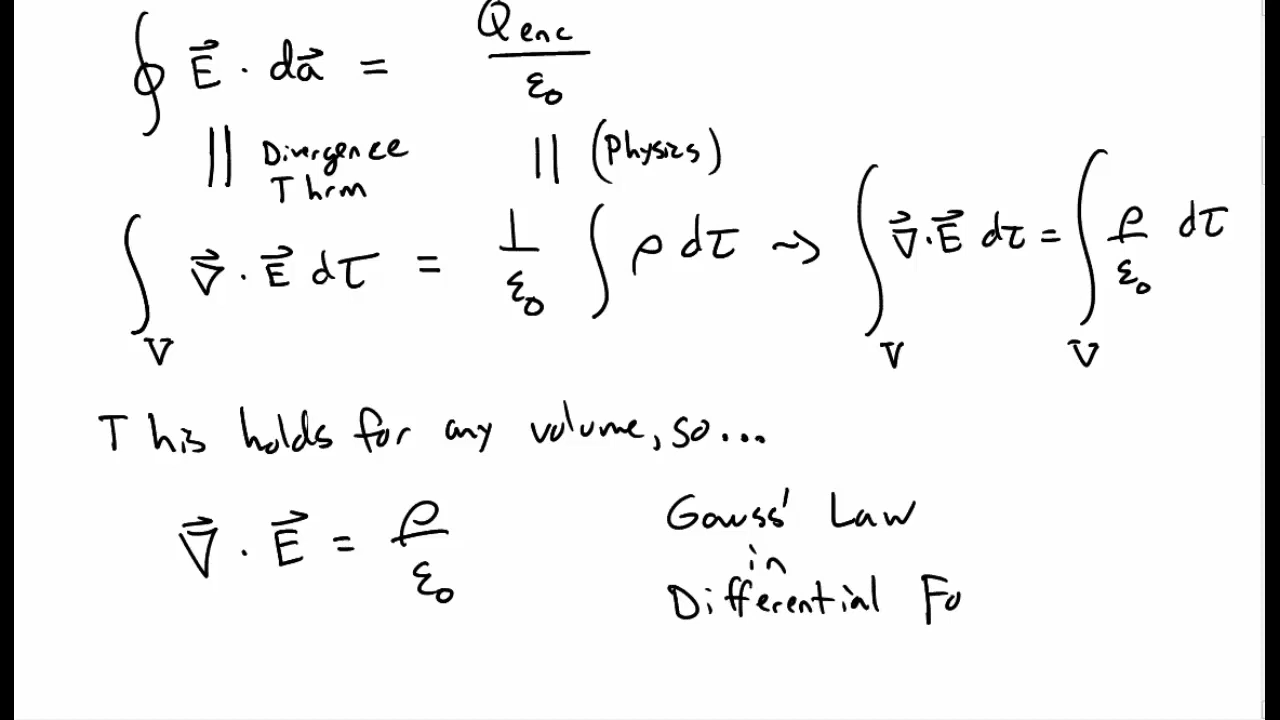 ∮ E⃗ · da⃗ = Qenc/ε₀
|| Divergence Thrm || (Physics)
∫_V ∇⃗ · E⃗ dτ = 1/ε₀ ∫ ρ dτ ⇝ ∫_V ∇⃗ · E⃗ dτ = ∫_V ρ/ε₀ dτ
This holds for any volume, so...
∇⃗ · E⃗ = ρ/ε₀
Gauss' Law
in
Differential Fo